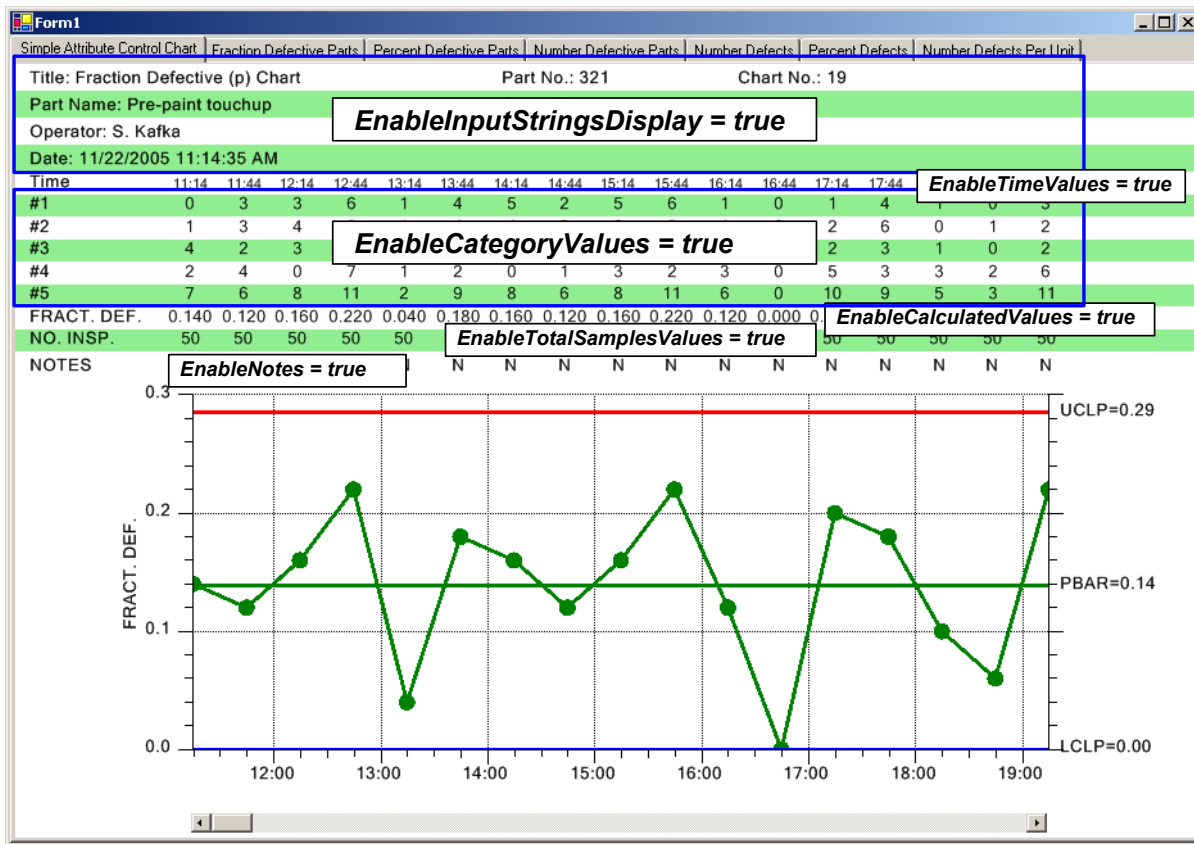 Form1
Simple Attribute Control Chart Fraction Defective Parts Percent Defective Parts Number Defective Parts Number Defects Percent Defects Number Defects Per Unit
Title: Fraction Defective (p) Chart Part No.: 321 Chart No.: 19
Part Name: Pre-paint touchup
EnableInputStringsDisplay = true
Operator: S. Kafka
Date: 11/22/2005 11:14:35 AM
Time 11:14 11:44 12:14 12:44 13:14 13:44 14:14 14:44 15:14 15:44 16:14 16:44 17:14 17:44
EnableTimeValues = true
#1 0 3 3 6 1 4 5 2 5 6 1 0 1 4 1 0 3
#2 1 3 4 2 6 0 1 2
EnableCategoryValues = true
#3 4 2 3 2 3 1 0 2
#4 2 4 0 7 1 2 0 1 3 2 3 0 5 3 3 2 6
#5 7 6 8 11 2 9 8 6 8 11 6 0 10 9 5 3 11
FRACT. DEF. 0.140 0.120 0.160 0.220 0.040 0.180 0.160 0.120 0.160 0.220 0.120 0.000
EnableCalculatedValues = true
NO. INSP. 50 50 50 50 50 50 50 50 50 50
EnableTotalSamplesValues = true
NOTES N N N N N N N N N N N N N
EnableNotes = true
0.3
UCLP=0.29
0.2
FRACT. DEF.
PBAR=0.14
0.1
0.0
LCLP=0.00
12:00 13:00 14:00 15:00 16:00 17:00 18:00 19:00